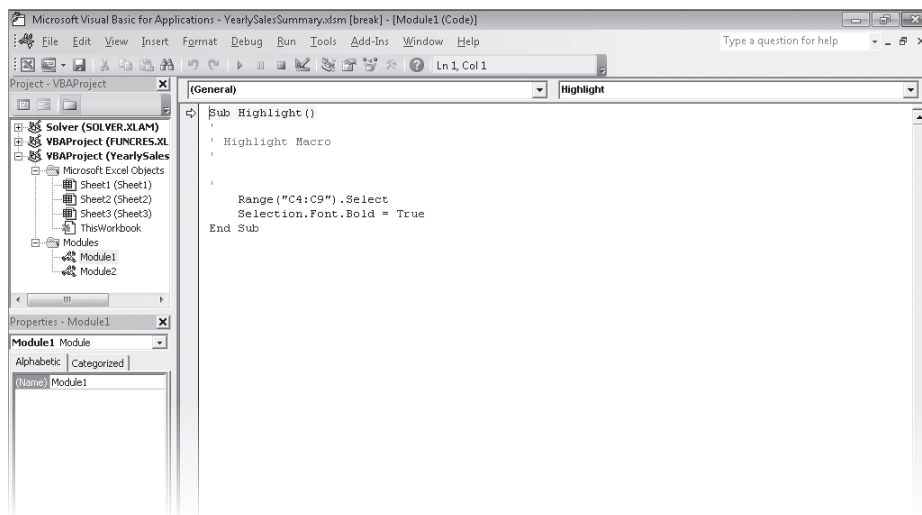 Microsoft Visual Basic for Applications - YearlySalesSummary.xlsm [break] - [Module1 (Code)]
File Edit View Insert Format Debug Run Tools Add-Ins Window Help
Type a question for help
Ln 1, Col 1
Project - VBAProject
Solver (SOLVER.XLAM)
VBAProject (FUNCRES.XL
VBAProject (YearlySales
Microsoft Excel Objects
Sheet1 (Sheet1)
Sheet2 (Sheet2)
Sheet3 (Sheet3)
ThisWorkbook
Modules
Module1
Module2
Properties - Module1
Module1 Module
Alphabetic Categorized
(Name) Module1
(General)
Highlight
Sub Highlight()
'
' Highlight Macro
'
'
Range("C4:C9").Select
Selection.Font.Bold = True
End Sub